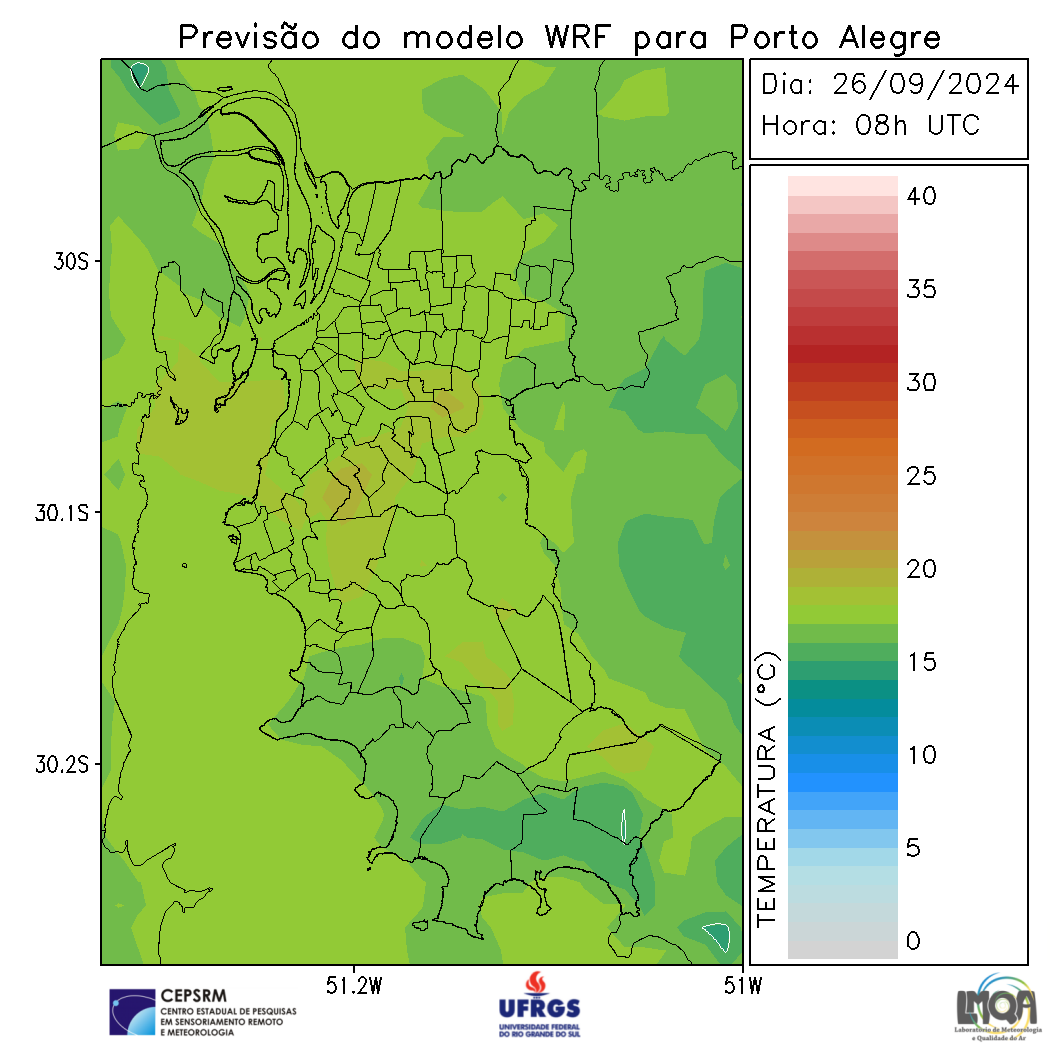 Previsão do modelo WRF para Porto Alegre
Dia: 26/09/2024
Hora: 08h UTC
40
35
30
25
20
15
10
5
0
TEMPERATURA (°C)
30S
30.1S
30.2S
51.2W
51W
CEPSRM
CENTRO ESTADUAL DE PESQUISAS
EM SENSORIAMENTO REMOTO
E METEOROLOGIA
UFRGS
UNIVERSIDADE FEDERAL
DO RIO GRANDE DO SUL
LMQA
Laboratório de Meteorologia
e Qualidade do Ar